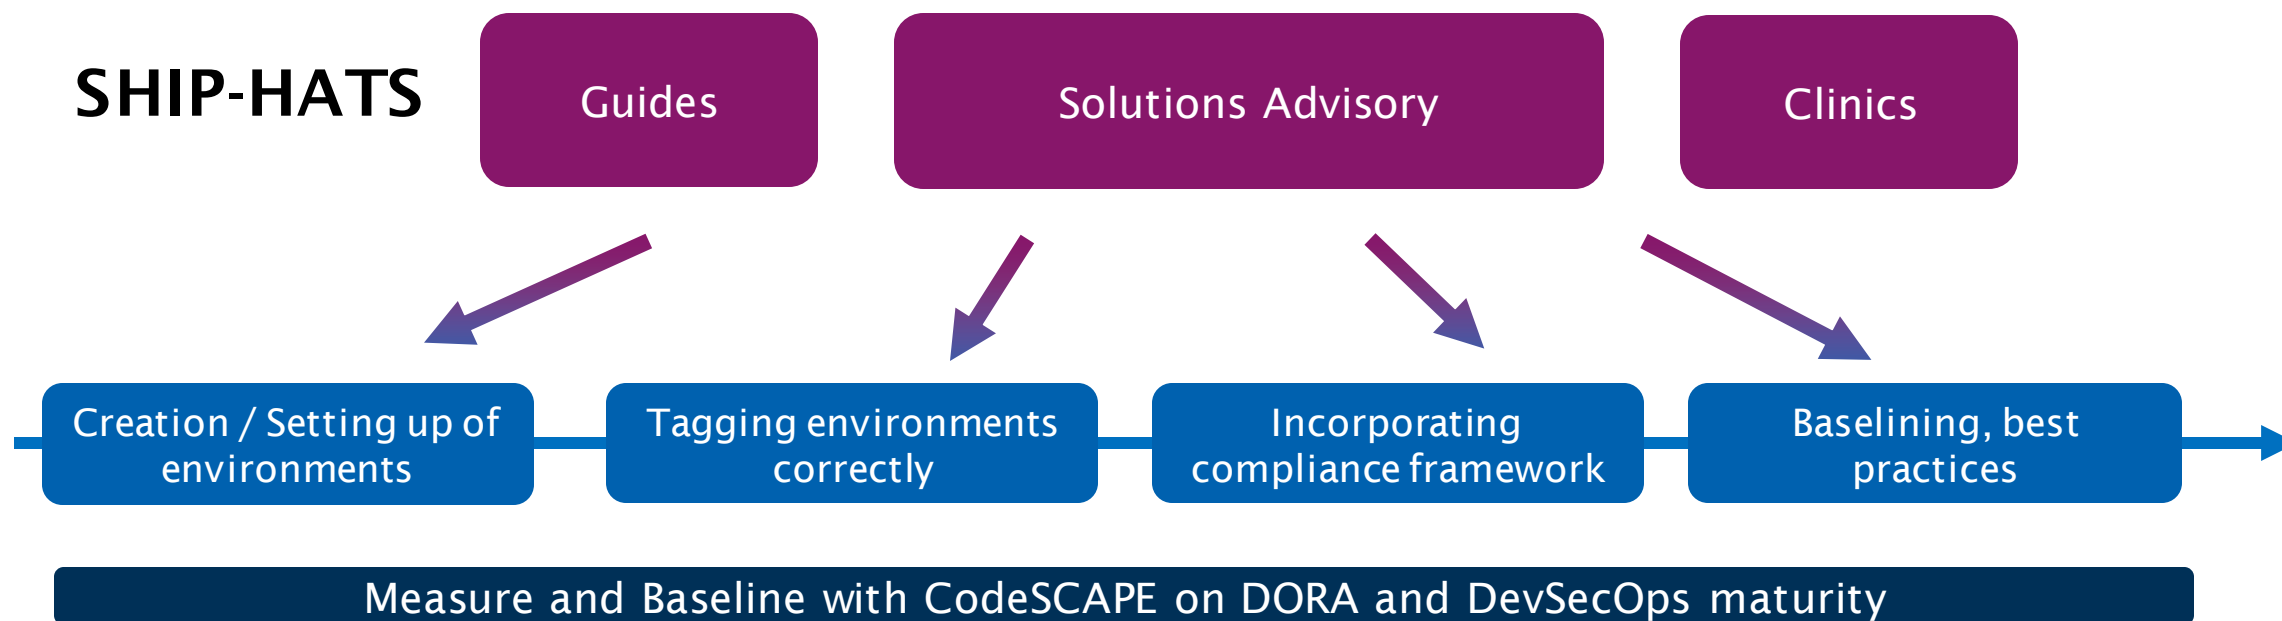 SHIP-HATS
Guides
Solutions Advisory
Clinics
Creation / Setting up of
environments
Tagging environments
correctly
Incorporating
compliance framework
Baselining, best
practices
Measure and Baseline with CodeSCAPE on DORA and DevSecOps maturity